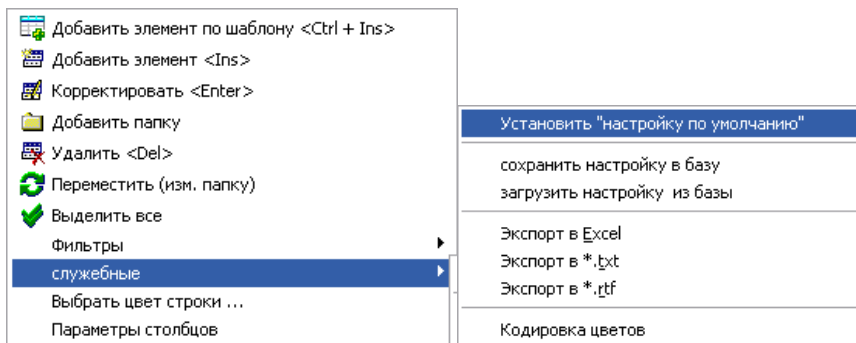 Добавить элемент по шаблону <Ctrl + Ins>
Добавить элемент <Ins>
Корректировать <Enter>
Добавить папку
Удалить <Del>
Переместить (изм. папку)
Выделить все
Фильтры
служебные
Выбрать цвет строки ...
Параметры столбцов
Установить "настройку по умолчанию"
сохранить настройку в базу
загрузить настройку из базы
Экспорт в Excel
Экспорт в *.txt
Экспорт в *.rtf
Кодировка цветов